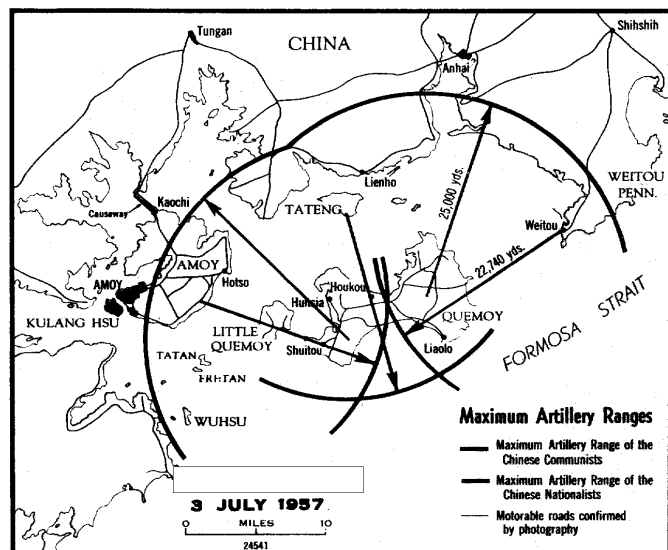 Tungan
CHINA
Shihshih
Anhai
WEITOU
PENN.
Lienho
Kaochi
Causeway
TATENG
25,000 yds.
Weitou
22,740 yds.
AMOY
Hotso
AMOY
Houkou
Hunsia
QUEMOY
KULANG HSU
LITTLE
QUEMOY
Shuitou
Liaolo
FORMOSA STRAIT
TATAN
ERHTAN
WUHSU
Maximum Artillery Ranges
Maximum Artillery Range of the
Chinese Communists
Maximum Artillery Range of the
Chinese Nationalists
Motorable roads confirmed
by photography
3 JULY 1957
0 MILES 10
24541